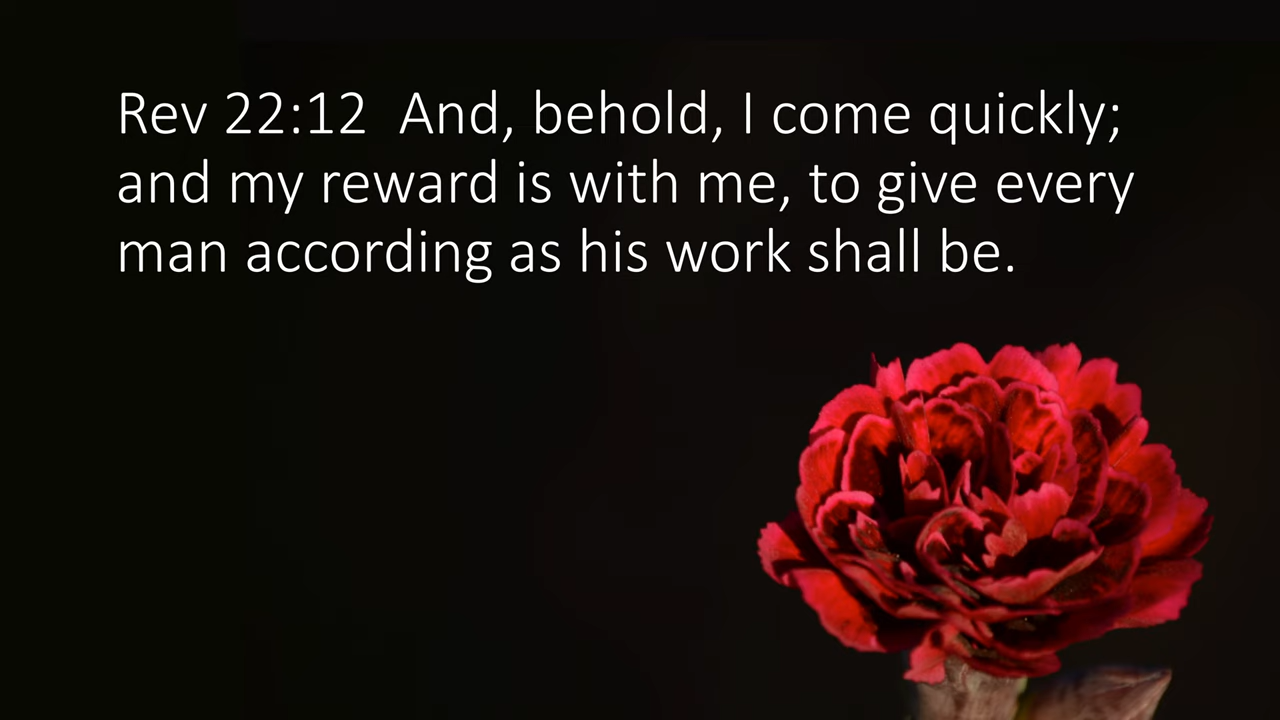 Rev 22:12  And, behold, I come quickly;
and my reward is with me, to give every
man according as his work shall be.